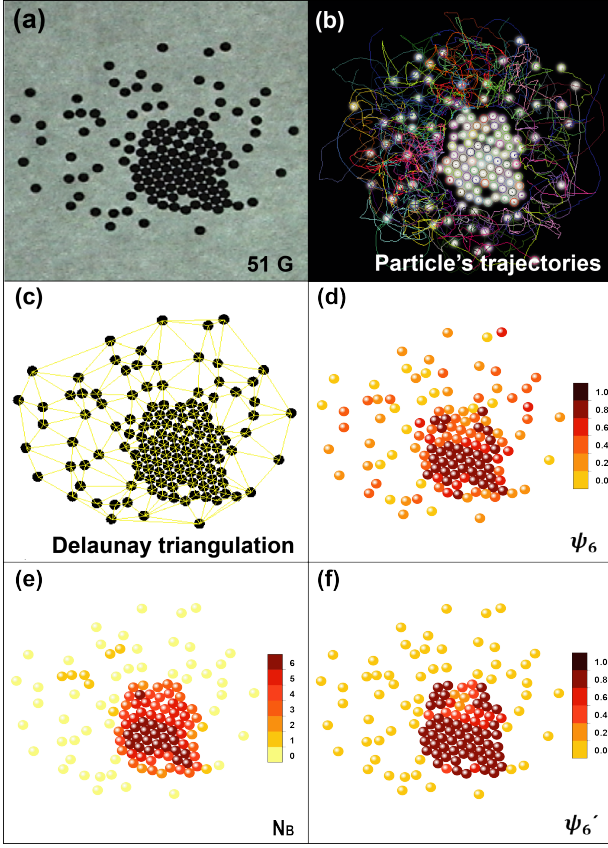 (a)
51 G
(b)
Particle's trajectories
(c)
Delaunay triangulation
(d)
1.0
0.8
0.6
0.4
0.2
0.0
ψ6
(e)
6
5
4
3
2
1
0
NB
(f)
1.0
0.8
0.6
0.4
0.2
0.0
ψ6´